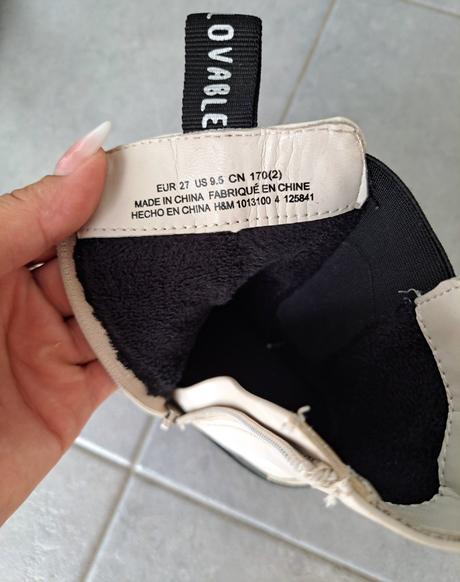 LOVABLE
EUR 27 US 9.5 CN 170(2)
MADE IN CHINA FABRIQUÉ EN CHINE
HECHO EN CHINA H&M 1013100 4 125841